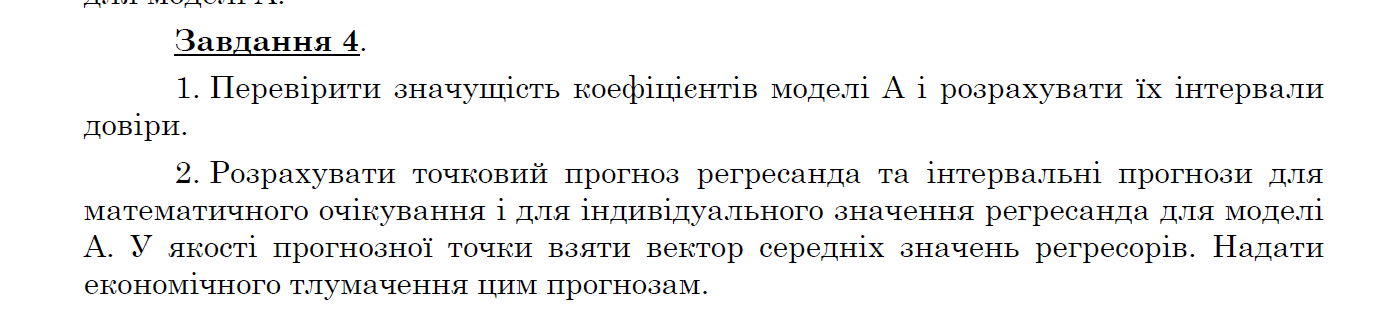 для моделі А.
Завдання 4.
1. Перевірити значущість коефіцієнтів моделі А і розрахувати їх інтервали
довіри.
2. Розрахувати точковий прогноз регресанда та інтервальні прогнози для
математичного очікування і для індивідуального значення регресанда для моделі
А. У якості прогнозної точки взяти вектор середніх значень регресорів. Надати
економічного тлумачення цим прогнозам.